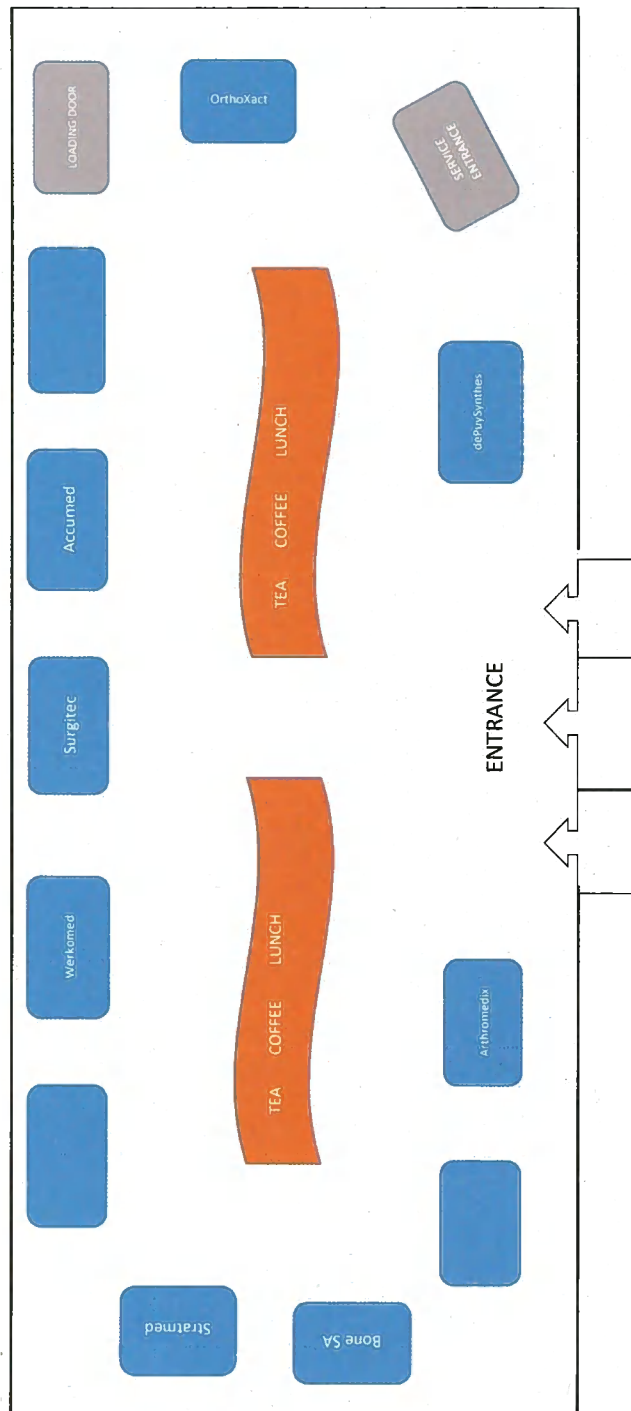 LOADING DOOR
OrthoXact
SERVICE
ENTRANCE
Accumed
TEA COFFEE LUNCH
dePuySynthes
Surgitec
ENTRANCE
Werkomed
TEA COFFEE LUNCH
Arthromedix
Stratmed
Bone SA